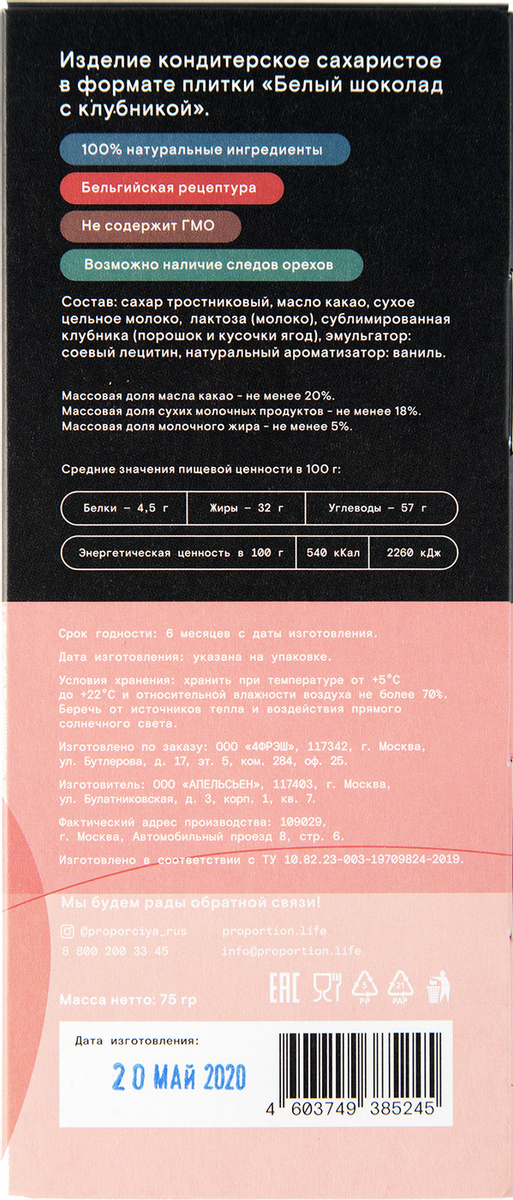 Изделие кондитерское сахаристое
в формате плитки «Белый шоколад
с клубникой».
100% натуральные ингредиенты
Бельгийская рецептура
Не содержит ГМО
Возможно наличие следов орехов
Состав: сахар тростниковый, масло какао, сухое
цельное молоко, лактоза (молоко), сублимированная
клубника (порошок и кусочки ягод), эмульгатор:
соевый лецитин, натуральный ароматизатор: ваниль.
Массовая доля масла какао - не менее 20%.
Массовая доля сухих молочных продуктов - не менее 18%.
Массовая доля молочного жира - не менее 5%.
Средние значения пищевой ценности в 100 г:
Белки – 4,5 г Жиры – 32 г Углеводы – 57 г
Энергетическая ценность в 100 г 540 кКал 2260 кДж
Срок годности: 6 месяцев с даты изготовления.
Дата изготовления: указана на упаковке.
Условия хранения: хранить при температуре от +5°С
до +22°С и относительной влажности воздуха не более 70%.
Беречь от источников тепла и воздействия прямого
солнечного света.
Изготовлено по заказу: ООО «4ФРЭШ», 117342, г. Москва,
ул. Бутлерова, д. 17, эт. 5, ком. 284, оф. 25.
Изготовитель: ООО «АПЕЛЬСЬЕН», 117403, г. Москва,
ул. Булатниковская, д. 3, корп. 1, кв. 7.
Фактический адрес производства: 109029,
г. Москва, Автомобильный проезд 8, стр. 6.
Изготовлено в соответствии с ТУ 10.82.23-003-19709824-2019.
Мы будем рады обратной связи!
@proporciya_rus proportion.life
8 800 200 33 45 info@proportion.life
Масса нетто: 75 гр
EAC 5 PP 21 PAP
Дата изготовления:
20 МАЙ 2020
4 603749 385245